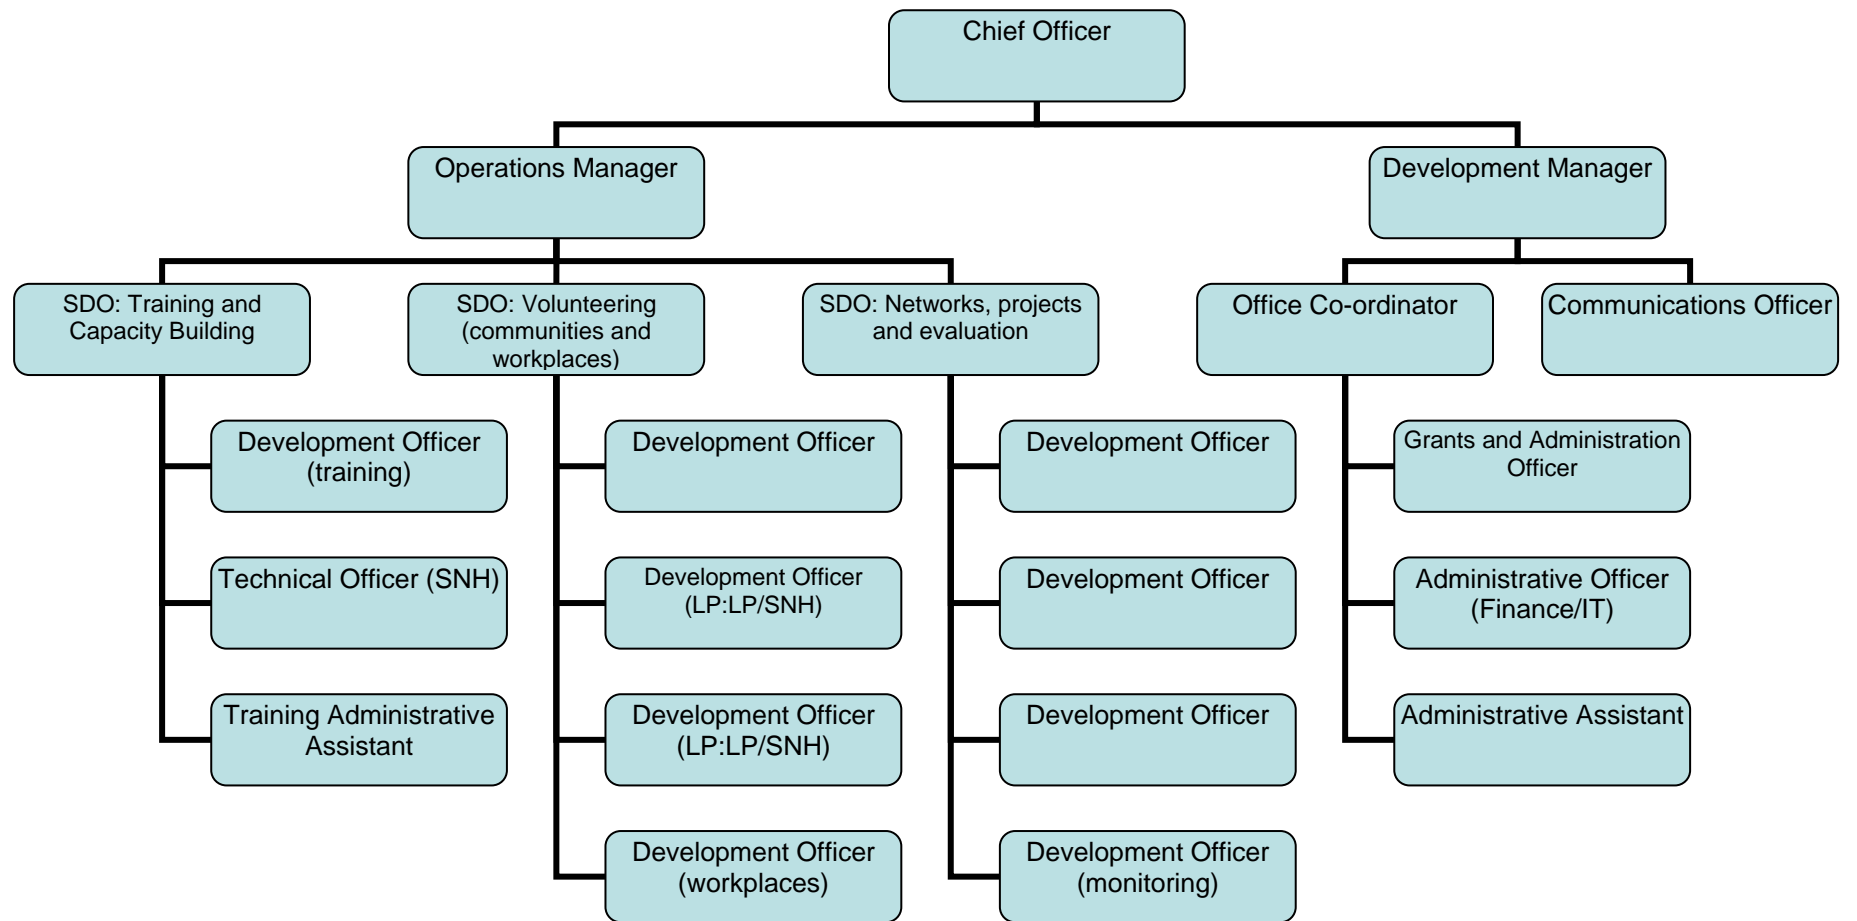 Chief Officer
Operations Manager
Development Manager
SDO: Training and
Capacity Building
SDO: Volunteering
(communities and
workplaces)
SDO: Networks, projects
and evaluation
Office Co-ordinator
Communications Officer
Development Officer
(training)
Development Officer
Development Officer
Grants and Administration
Officer
Technical Officer (SNH)
Development Officer
(LP:LP/SNH)
Development Officer
Administrative Officer
(Finance/IT)
Training Administrative
Assistant
Development Officer
(LP:LP/SNH)
Development Officer
Administrative Assistant
Development Officer
(workplaces)
Development Officer
(monitoring)